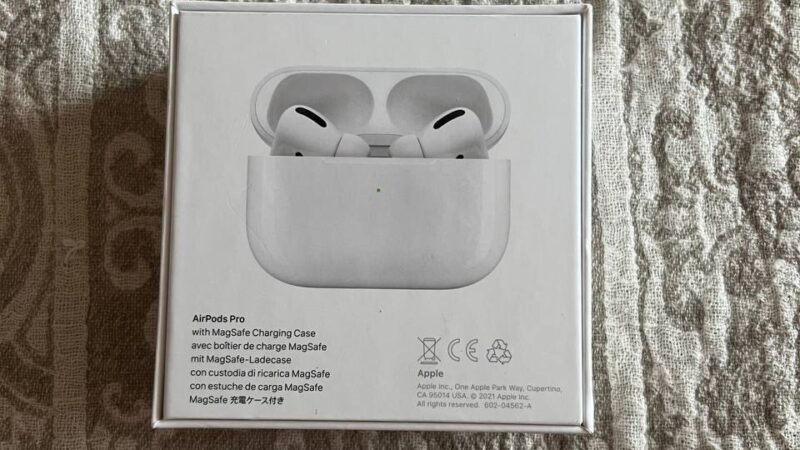 AirPods Pro
with MagSafe Charging Case
avec boîtier de charge MagSafe
mit MagSafe-Ladecase
con custodia di ricarica MagSafe
con estuche de carga MagSafe
MagSafe 充電ケース付き
CE
Apple
Apple Inc., One Apple Park Way, Cupertino,
CA 95014 USA. © 2021 Apple Inc.
All rights reserved. 602-04562-A